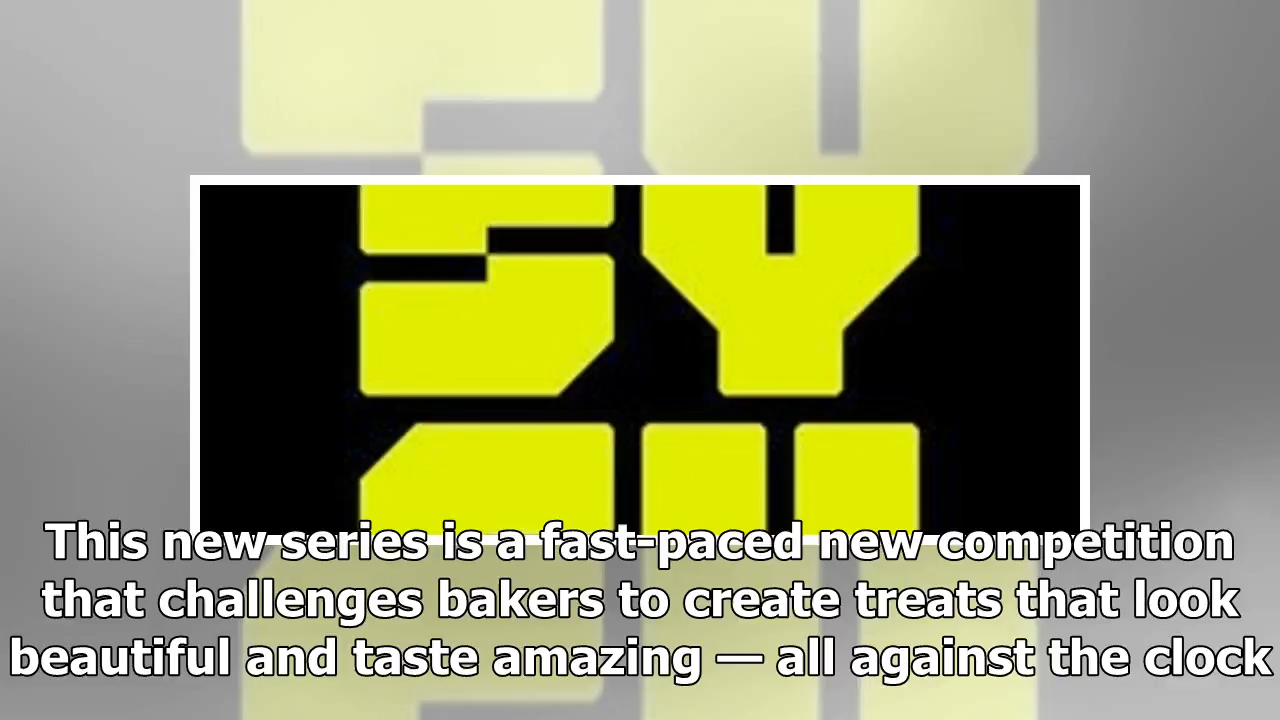 SY
This new series is a fast-paced new competition
that challenges bakers to create treats that look
beautiful and taste amazing — all against the clock